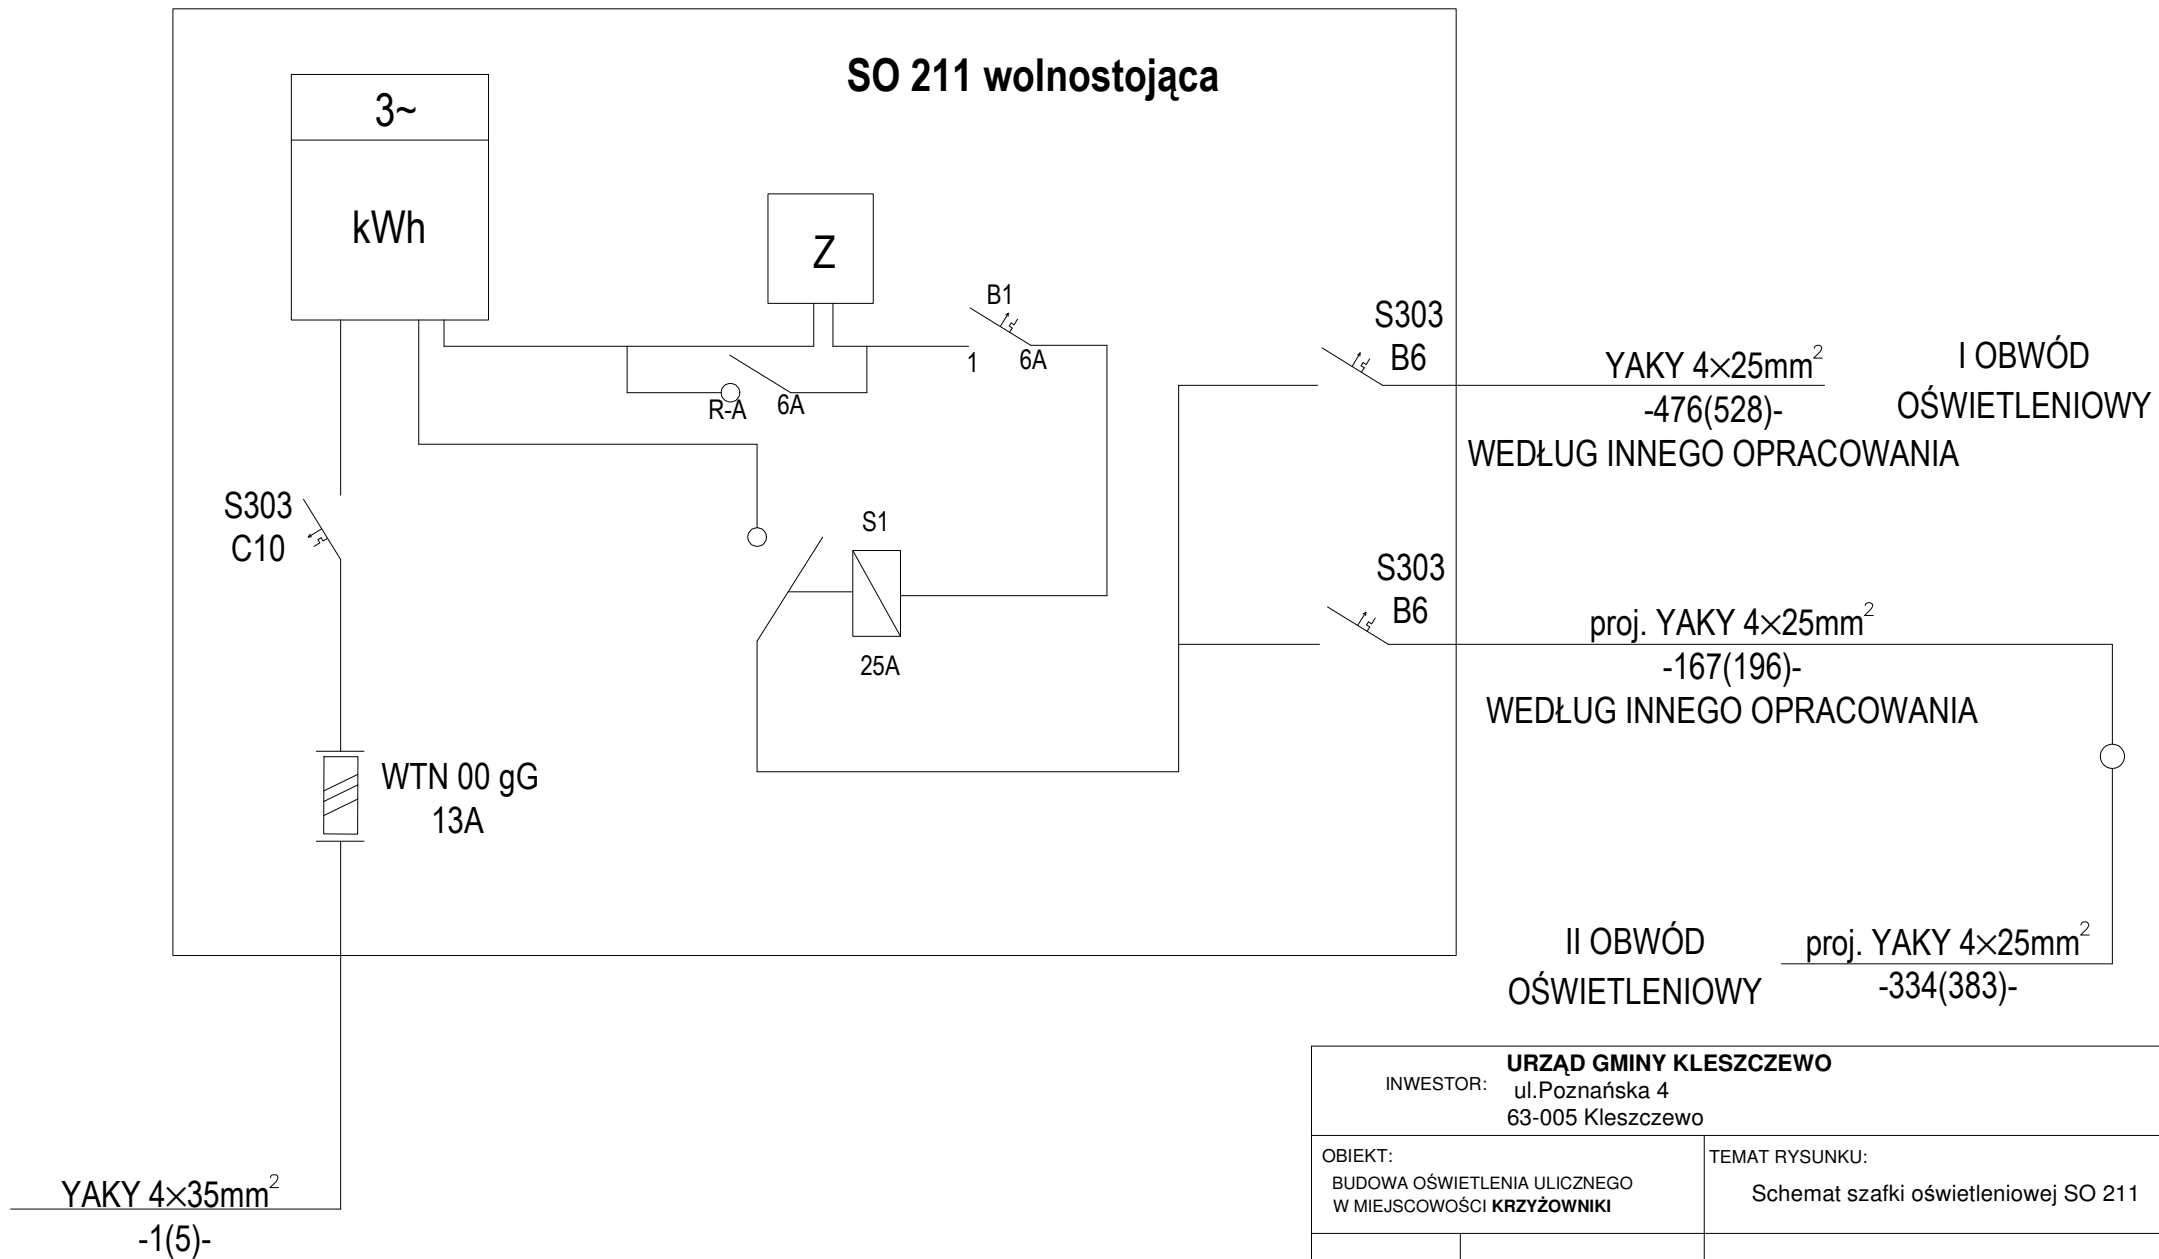 SO 211 wolnostojąca
3~
kWh
Z
B1
1
6A
R-A
6A
S303
C10
S1
25A
WTN 00 gG
13A
S303
B6
YAKY 4×25mm²
-476(528)-
WEDŁUG INNEGO OPRACOWANIA
I OBWÓD
OŚWIETLENIOWY
S303
B6
proj. YAKY 4×25mm²
-167(196)-
WEDŁUG INNEGO OPRACOWANIA
II OBWÓD
OŚWIETLENIOWY
proj. YAKY 4×25mm²
-334(383)-
YAKY 4×35mm²
-1(5)-
INWESTOR:
URZĄD GMINY KLESZCZEWO
ul.Poznańska 4
63-005 Kleszczewo
OBIEKT:
BUDOWA OŚWIETLENIA ULICZNEGO
W MIEJSCOWOŚCI KRZYŻOWNIKI
TEMAT RYSUNKU:
Schemat szafki oświetleniowej SO 211